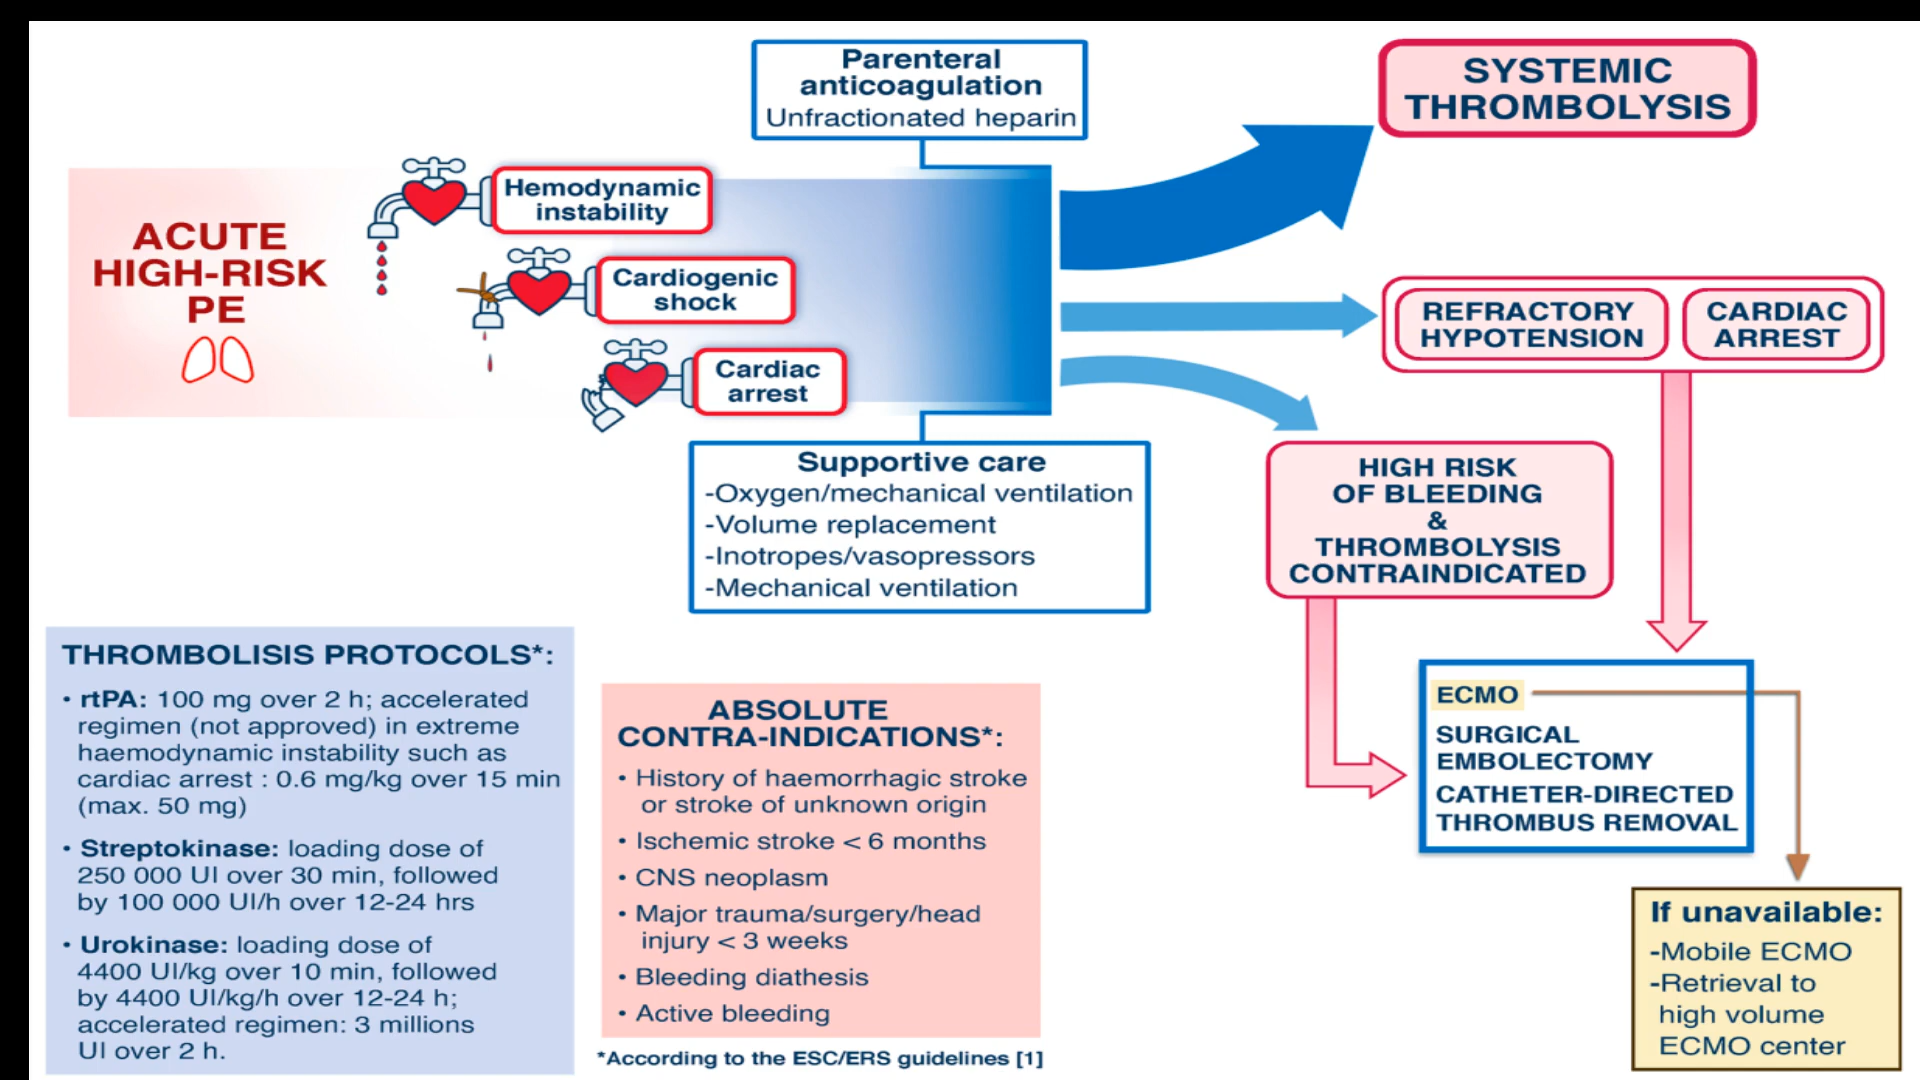 Parenteral
anticoagulation
Unfractionated heparin
SYSTEMIC
THROMBOLYSIS
ACUTE
HIGH-RISK
PE
Hemodynamic
instability
Cardiogenic
shock
Cardiac
arrest
REFRACTORY
HYPOTENSION
CARDIAC
ARREST
Supportive care
-Oxygen/mechanical ventilation
-Volume replacement
-Inotropes/vasopressors
-Mechanical ventilation
HIGH RISK
OF BLEEDING
&
THROMBOLYSIS
CONTRAINDICATED
THROMBOLISIS PROTOCOLS*:
• rtPA: 100 mg over 2 h; accelerated
regimen (not approved) in extreme
haemodynamic instability such as
cardiac arrest : 0.6 mg/kg over 15 min
(max. 50 mg)
• Streptokinase: loading dose of
250 000 UI over 30 min, followed
by 100 000 UI/h over 12-24 hrs
• Urokinase: loading dose of
4400 UI/kg over 10 min, followed
by 4400 UI/kg/h over 12-24 h;
accelerated regimen: 3 millions
UI over 2 h.
ABSOLUTE
CONTRA-INDICATIONS*:
• History of haemorrhagic stroke
or stroke of unknown origin
• Ischemic stroke < 6 months
• CNS neoplasm
• Major trauma/surgery/head
injury < 3 weeks
• Bleeding diathesis
• Active bleeding
*According to the ESC/ERS guidelines [1]
ECMO
SURGICAL
EMBOLECTOMY
CATHETER-DIRECTED
THROMBUS REMOVAL
If unavailable:
-Mobile ECMO
-Retrieval to
high volume
ECMO center